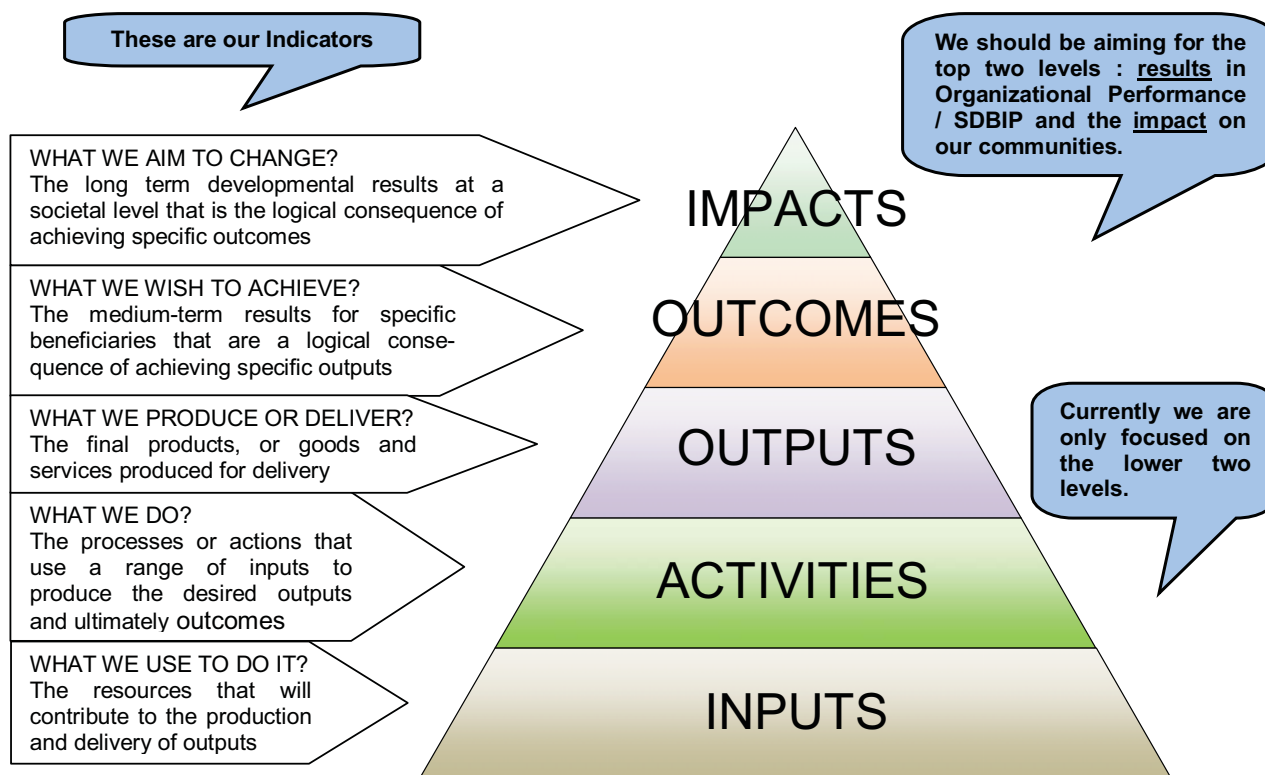 These are our Indicators
We should be aiming for the
top two levels : results in
Organizational Performance
/ SDBIP and the impact on
our communities.
WHAT WE AIM TO CHANGE?
The long term developmental results at a
societal level that is the logical consequence of
achieving specific outcomes
IMPACTS
WHAT WE WISH TO ACHIEVE?
The medium-term results for specific
beneficiaries that are a logical conse-
quence of achieving specific outputs
OUTCOMES
WHAT WE PRODUCE OR DELIVER?
The final products, or goods and
services produced for delivery
OUTPUTS
Currently we are
only focused on
the lower two
levels.
WHAT WE DO?
The processes or actions that
use a range of inputs to
produce the desired outputs
and ultimately outcomes
ACTIVITIES
WHAT WE USE TO DO IT?
The resources that will
contribute to the production
and delivery of outputs
INPUTS